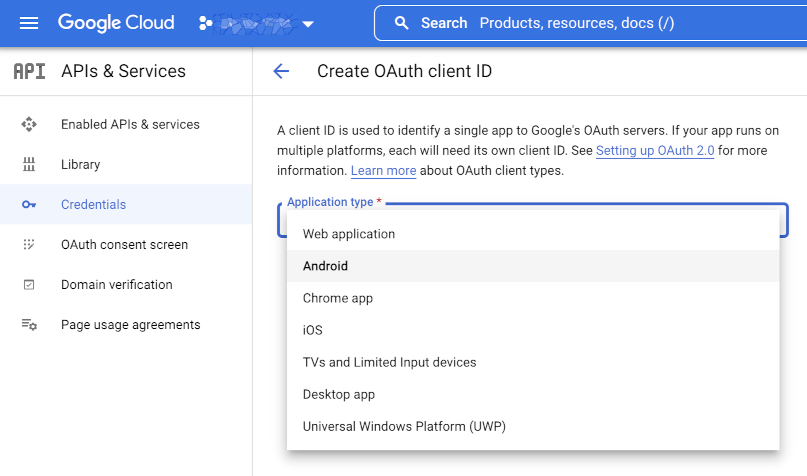 Google Cloud
Search Products, resources, docs (/)
API APIs & Services
Create OAuth client ID
Enabled APIs & services
Library
Credentials
OAuth consent screen
Domain verification
Page usage agreements
A client ID is used to identify a single app to Google's OAuth servers. If your app runs on
multiple platforms, each will need its own client ID. See Setting up OAuth 2.0 for more
information. Learn more about OAuth client types.
Application type *
Web application
Android
Chrome app
iOS
TVs and Limited Input devices
Desktop app
Universal Windows Platform (UWP)